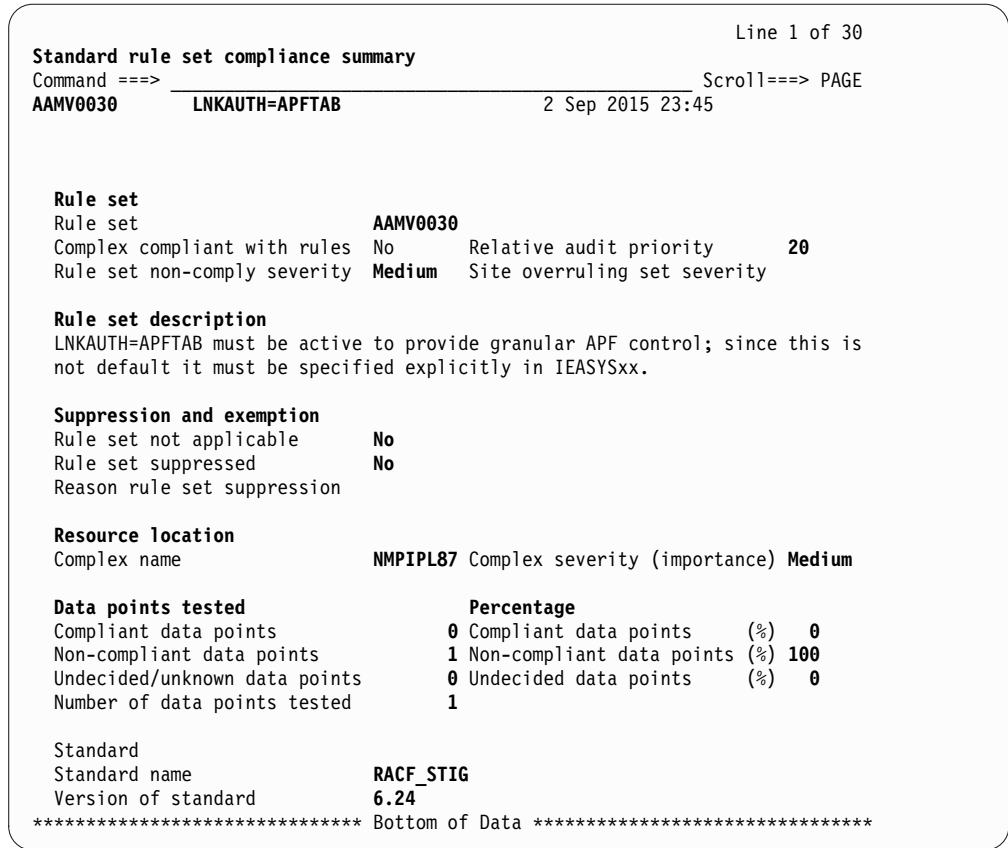 Line 1 of 30
Standard rule set compliance summary
Command ===> _________________________________________________ Scroll===> PAGE
AAMV0030 LNKAUTH=APFTAB 2 Sep 2015 23:45
Rule set
Rule set AAMV0030
Complex compliant with rules No Relative audit priority 20
Rule set non-comply severity Medium Site overruling set severity
Rule set description
LNKAUTH=APFTAB must be active to provide granular APF control; since this is
not default it must be specified explicitly in IEASYSxx.
Suppression and exemption
Rule set not applicable No
Rule set suppressed No
Reason rule set suppression
Resource location
Complex name NMPIPL87 Complex severity (importance) Medium
Data points tested Percentage
Compliant data points 0 Compliant data points (%) 0
Non-compliant data points 1 Non-compliant data points (%) 100
Undecided/unknown data points 0 Undecided data points (%) 0
Number of data points tested 1
Standard
Standard name RACF_STIG
Version of standard 6.24
******************************* Bottom of Data ********************************